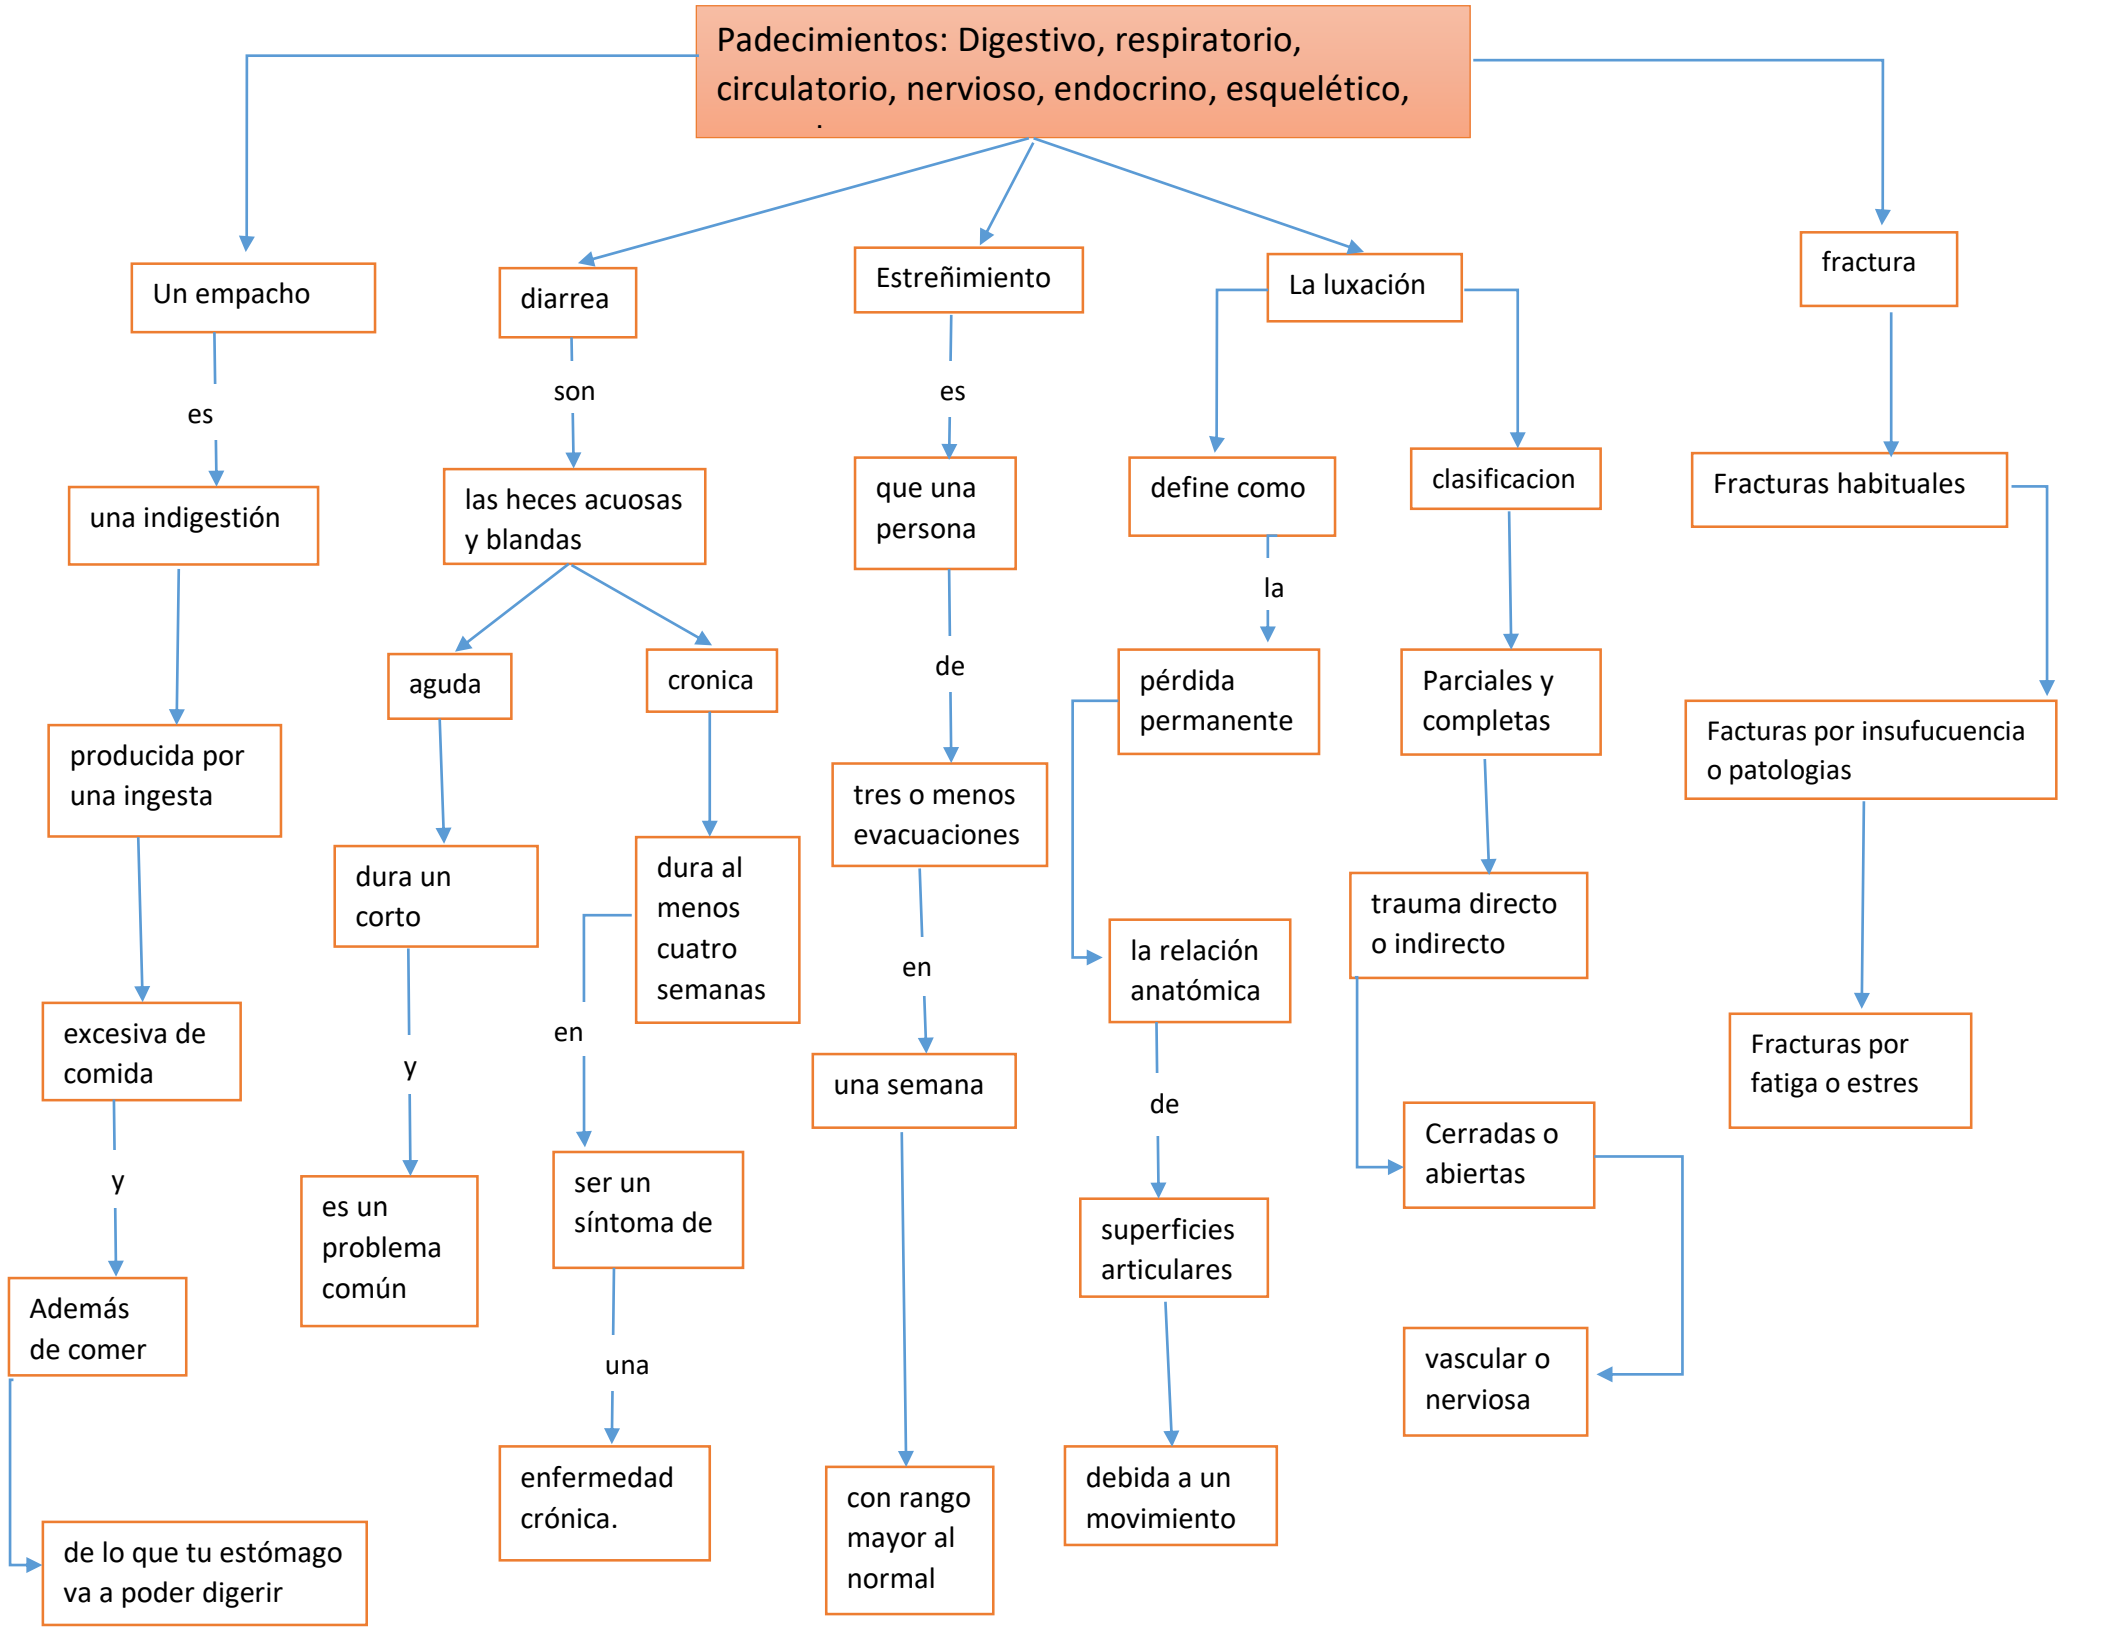 Padecimientos: Digestivo, respiratorio,
circulatorio, nervioso, endocrino, esquelético,
Un empacho
es
una indigestión
producida por
una ingesta
excesiva de
comida
y
Además
de comer
de lo que tu estómago
va a poder digerir
diarrea
son
las heces acuosas
y blandas
aguda
dura un
corto
y
es un
problema
común
cronica
dura al
menos
cuatro
semanas
en
ser un
síntoma de
una
enfermedad
crónica.
Estreñimiento
es
que una
persona
de
tres o menos
evacuaciones
en
una semana
con rango
mayor al
normal
La luxación
define como
la
pérdida
permanente
la relación
anatómica
de
superficies
articulares
debida a un
movimiento
clasificacion
Parciales y
completas
trauma directo
o indirecto
Cerradas o
abiertas
vascular o
nerviosa
fractura
Fracturas habituales
Facturas por insufucuencia
o patologias
Fracturas por
fatiga o estres